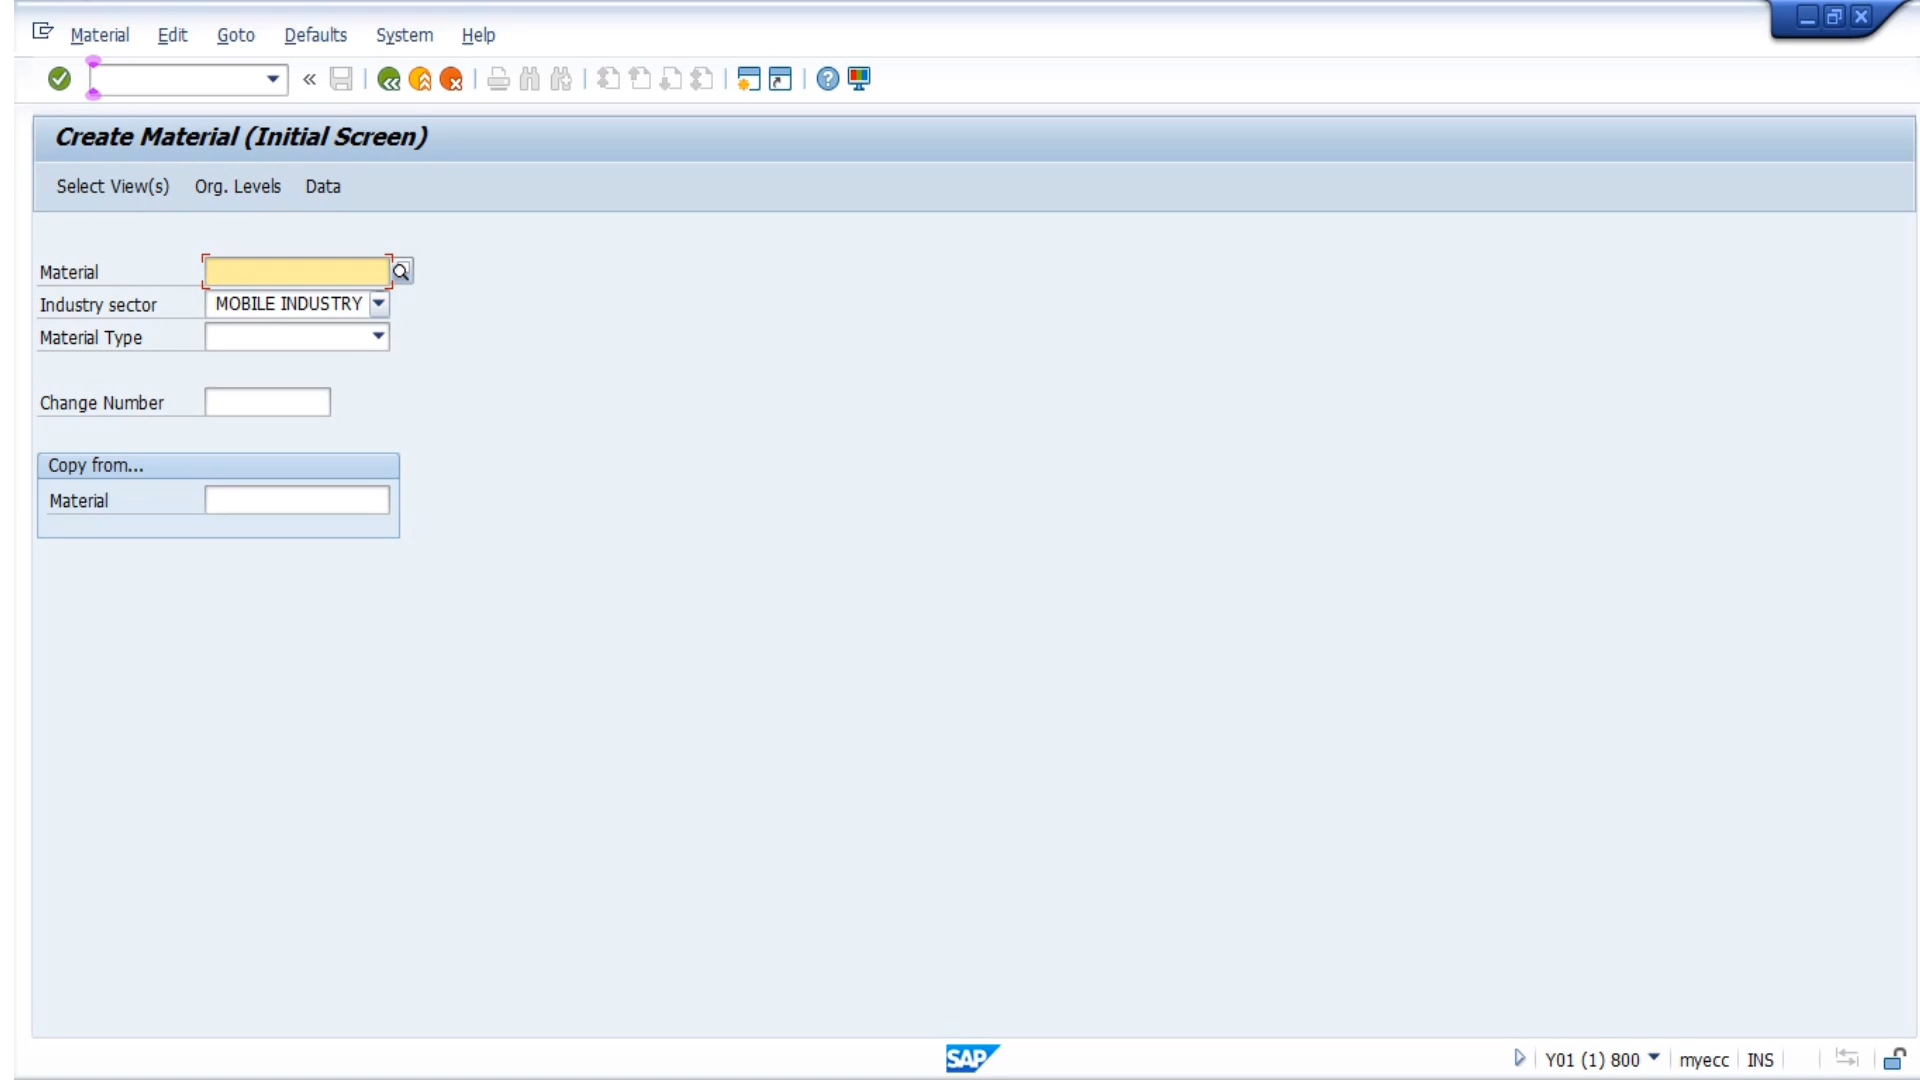 Material Edit Goto Defaults System Help
Create Material (Initial Screen)
Select View(s) Org. Levels Data
Material
Industry sector MOBILE INDUSTRY
Material Type
Change Number
Copy from...
Material
SAP
Y01 (1) 800 myecc INS